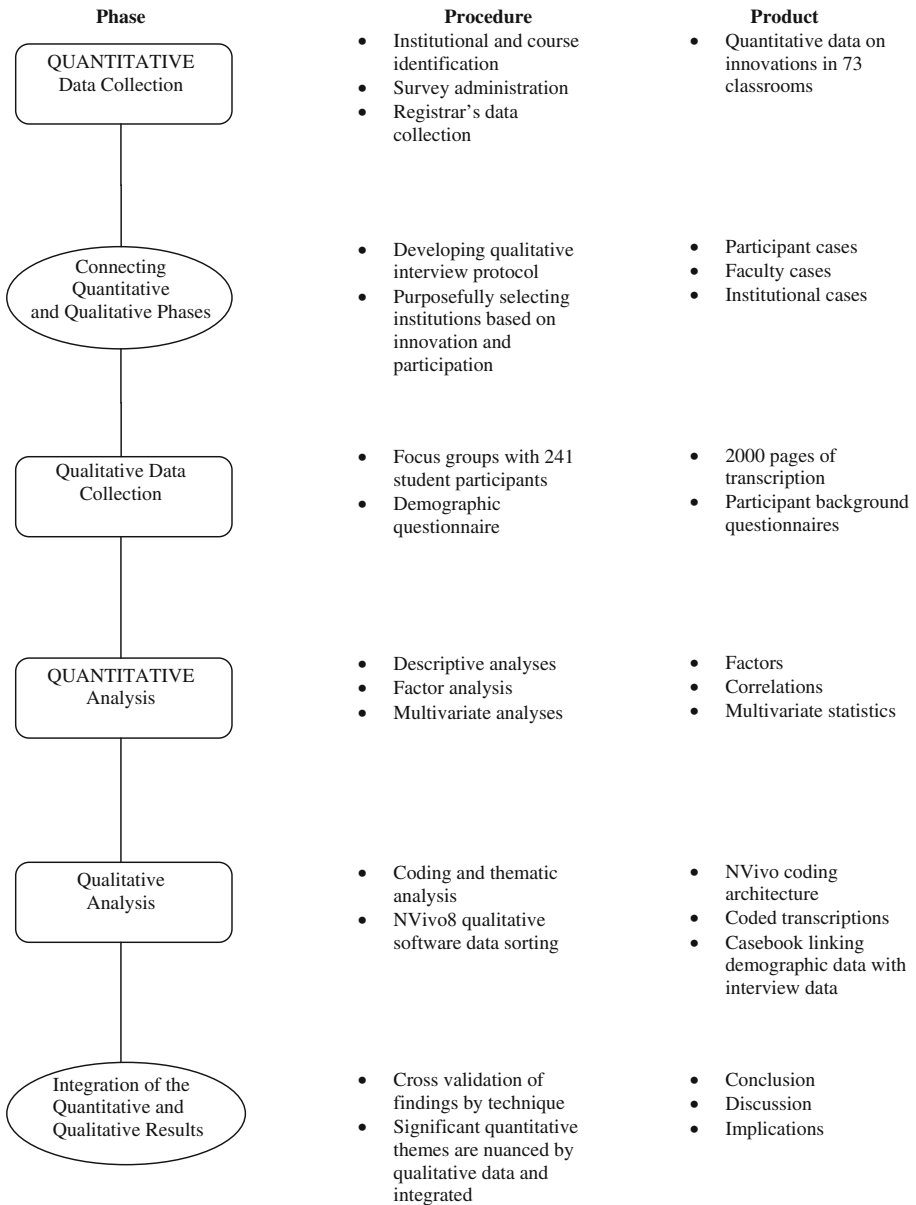 Phase
Procedure
Product
QUANTITATIVE
Data Collection
• Institutional and course
identification
• Survey administration
• Registrar's data
collection
• Quantitative data on
innovations in 73
classrooms
Connecting
Quantitative
and Qualitative Phases
• Developing qualitative
interview protocol
• Purposefully selecting
institutions based on
innovation and
participation
• Participant cases
• Faculty cases
• Institutional cases
Qualitative Data
Collection
• Focus groups with 241
student participants
• Demographic
questionnaire
• 2000 pages of
transcription
• Participant background
questionnaires
QUANTITATIVE
Analysis
• Descriptive analyses
• Factor analysis
• Multivariate analyses
• Factors
• Correlations
• Multivariate statistics
Qualitative
Analysis
• Coding and thematic
analysis
• NVivo8 qualitative
software data sorting
• NVivo coding
architecture
• Coded transcriptions
• Casebook linking
demographic data with
interview data
Integration of the
Quantitative and
Qualitative Results
• Cross validation of
findings by technique
• Significant quantitative
themes are nuanced by
qualitative data and
integrated
• Conclusion
• Discussion
• Implications